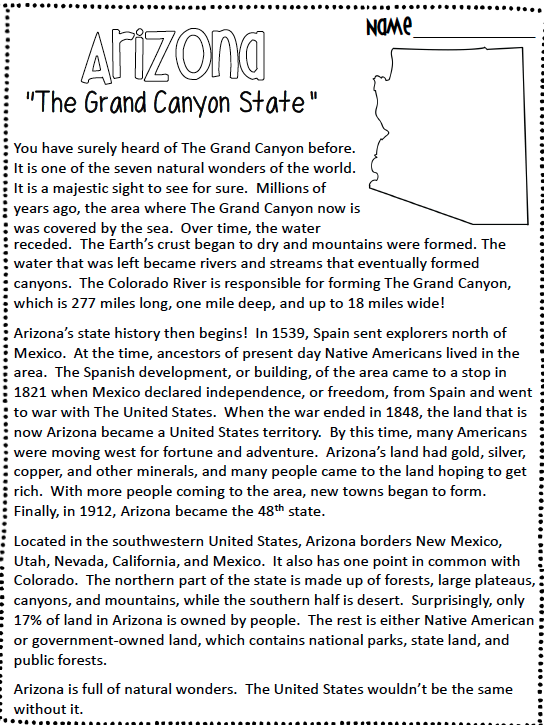 Name
Arizona
"The Grand Canyon State"
You have surely heard of The Grand Canyon before.
It is one of the seven natural wonders of the world.
It is a majestic sight to see for sure. Millions of
years ago, the area where The Grand Canyon now is
was covered by the sea. Over time, the water
receded. The Earth's crust began to dry and mountains were formed. The
water that was left became rivers and streams that eventually formed
canyons. The Colorado River is responsible for forming The Grand Canyon,
which is 277 miles long, one mile deep, and up to 18 miles wide!
Arizona's state history then begins! In 1539, Spain sent explorers north of
Mexico. At the time, ancestors of present day Native Americans lived in the
area. The Spanish development, or building, of the area came to a stop in
1821 when Mexico declared independence, or freedom, from Spain and went
to war with The United States. When the war ended in 1848, the land that is
now Arizona became a United States territory. By this time, many Americans
were moving west for fortune and adventure. Arizona's land had gold, silver,
copper, and other minerals, and many people came to the land hoping to get
rich. With more people coming to the area, new towns began to form.
Finally, in 1912, Arizona became the 48th state.
Located in the southwestern United States, Arizona borders New Mexico,
Utah, Nevada, California, and Mexico. It also has one point in common with
Colorado. The northern part of the state is made up of forests, large plateaus,
canyons, and mountains, while the southern half is desert. Surprisingly, only
17% of land in Arizona is owned by people. The rest is either Native American
or government-owned land, which contains national parks, state land, and
public forests.
Arizona is full of natural wonders. The United States wouldn't be the same
without it.